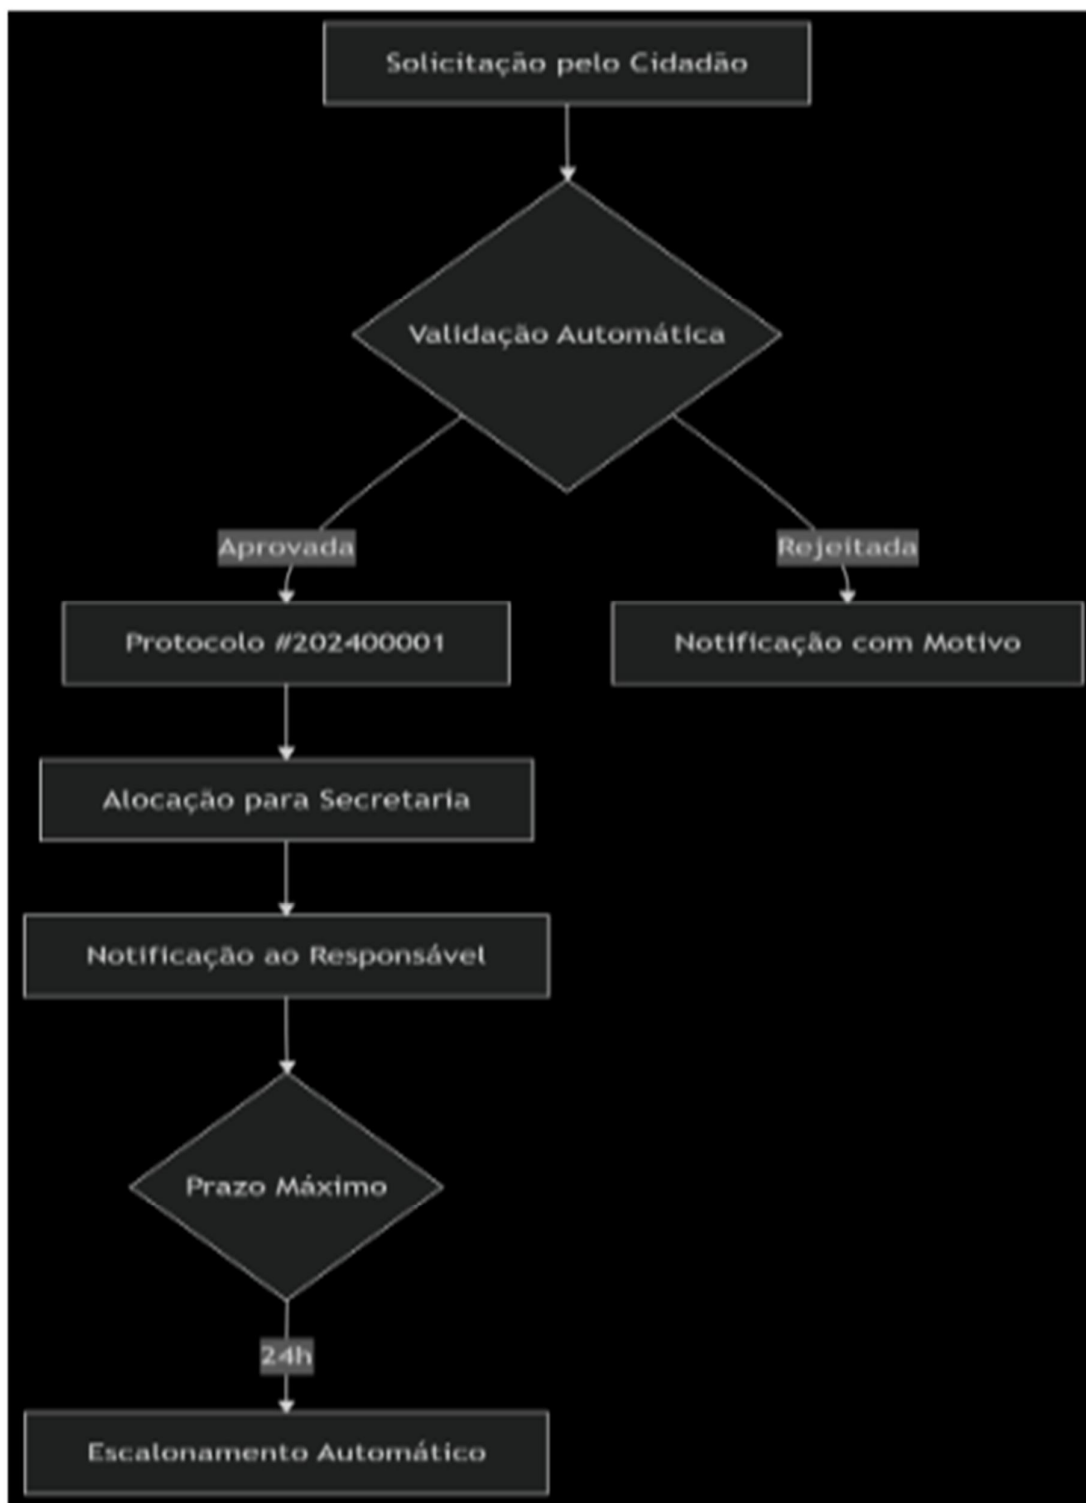 Solicitação pelo Cidadão
Validação Automática
Aprovada
Rejeitada
Protocolo #202400001
Notificação com Motivo
Alocação para Secretaria
Notificação ao Responsável
Prazo Máximo
24h
Escalonamento Automático